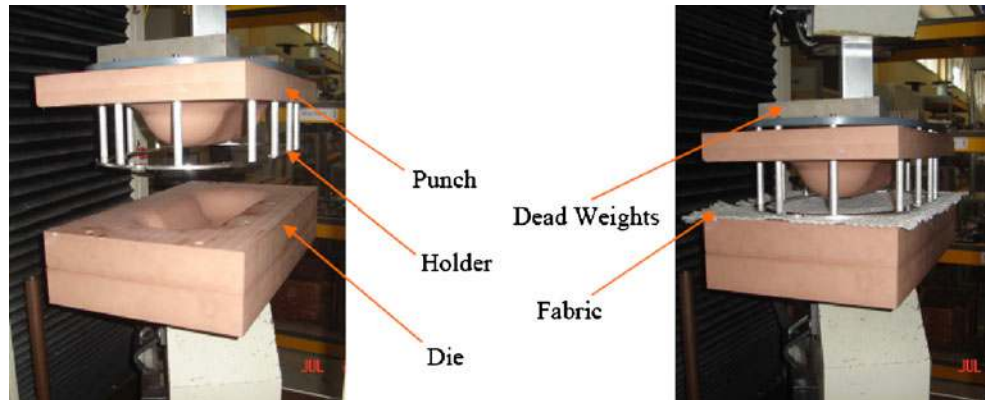 Punch
Holder
Die
JUL
Dead Weights
Fabric
JUL